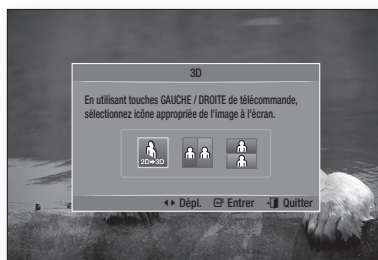 3D
En utilisant touches GAUCHE / DROITE de télécommande,
sélectionnez icône appropriée de l'image à l'écran.
2D➔3D
Dépl. Entrer Quitter